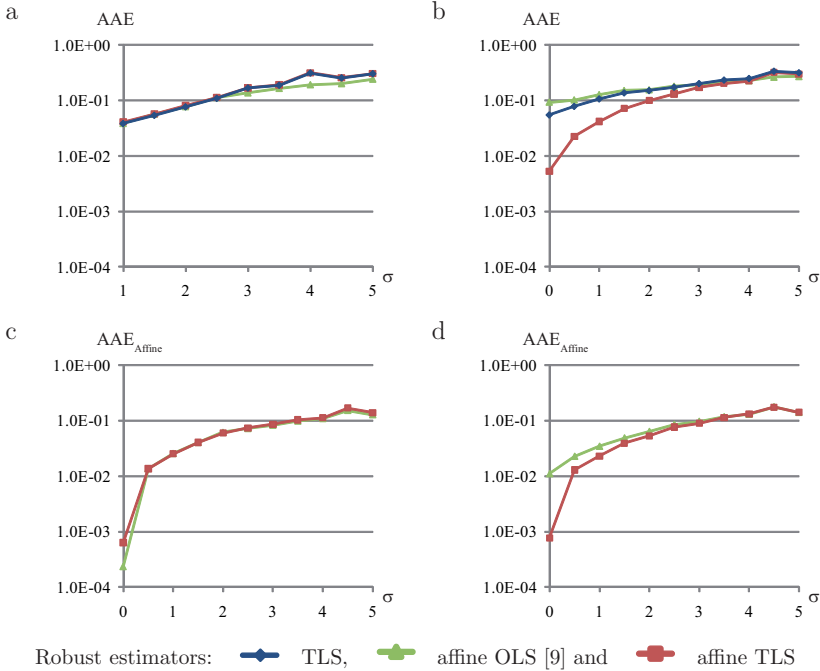 a
AAE
1.0E+00
1.0E-01
1.0E-02
1.0E-03
1.0E-04
σ
1 2 3 4 5
b
AAE
1.0E+00
1.0E-01
1.0E-02
1.0E-03
1.0E-04
σ
0 1 2 3 4 5
c
AAE Affine
1.0E+00
1.0E-01
1.0E-02
1.0E-03
1.0E-04
σ
0 1 2 3 4 5
d
AAE Affine
1.0E+00
1.0E-01
1.0E-02
1.0E-03
1.0E-04
σ
0 1 2 3 4 5
Robust estimators: TLS, affine OLS [9] and affine TLS